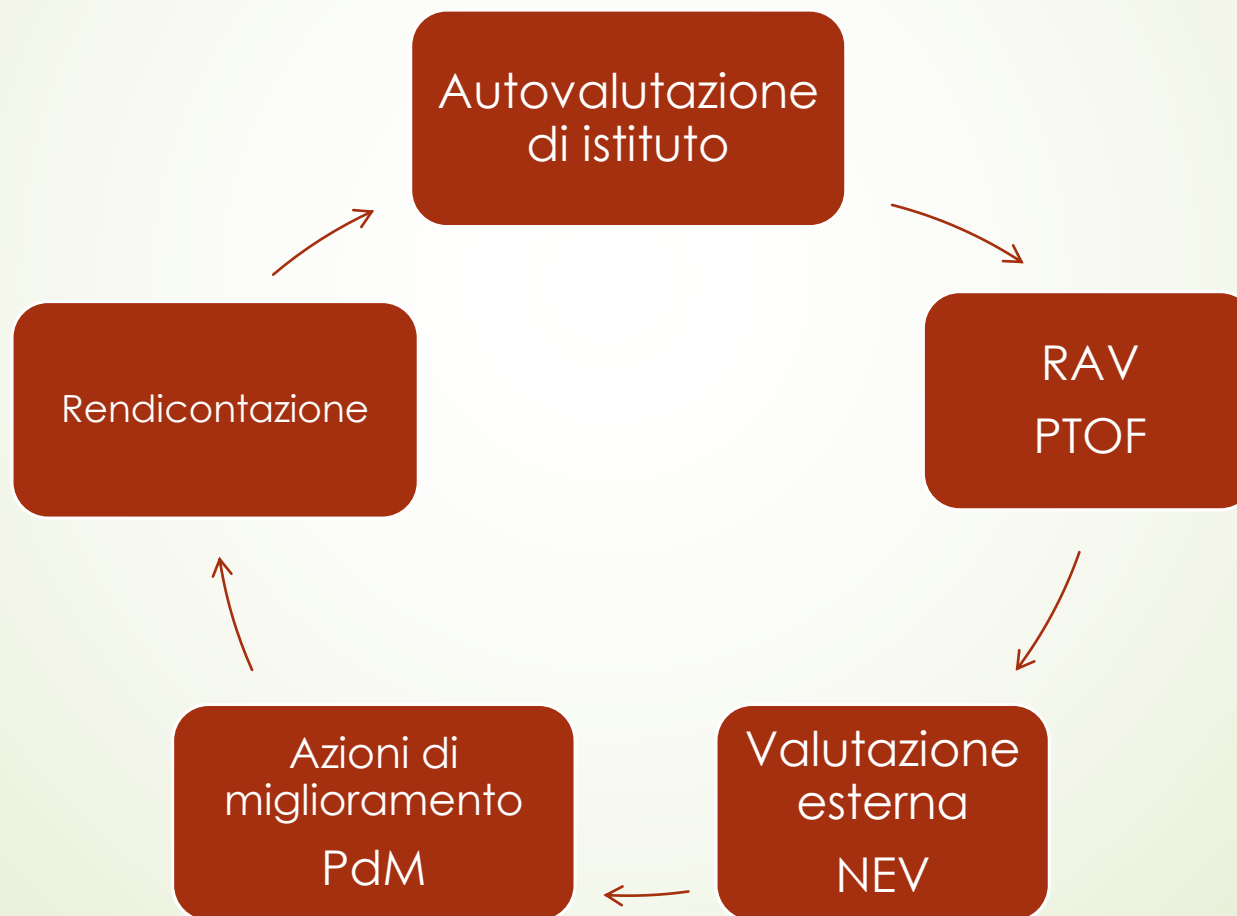 Autovalutazione
di istituto
RAV
PTOF
Valutazione
esterna
NEV
Azioni di
miglioramento
PdM
Rendicontazione